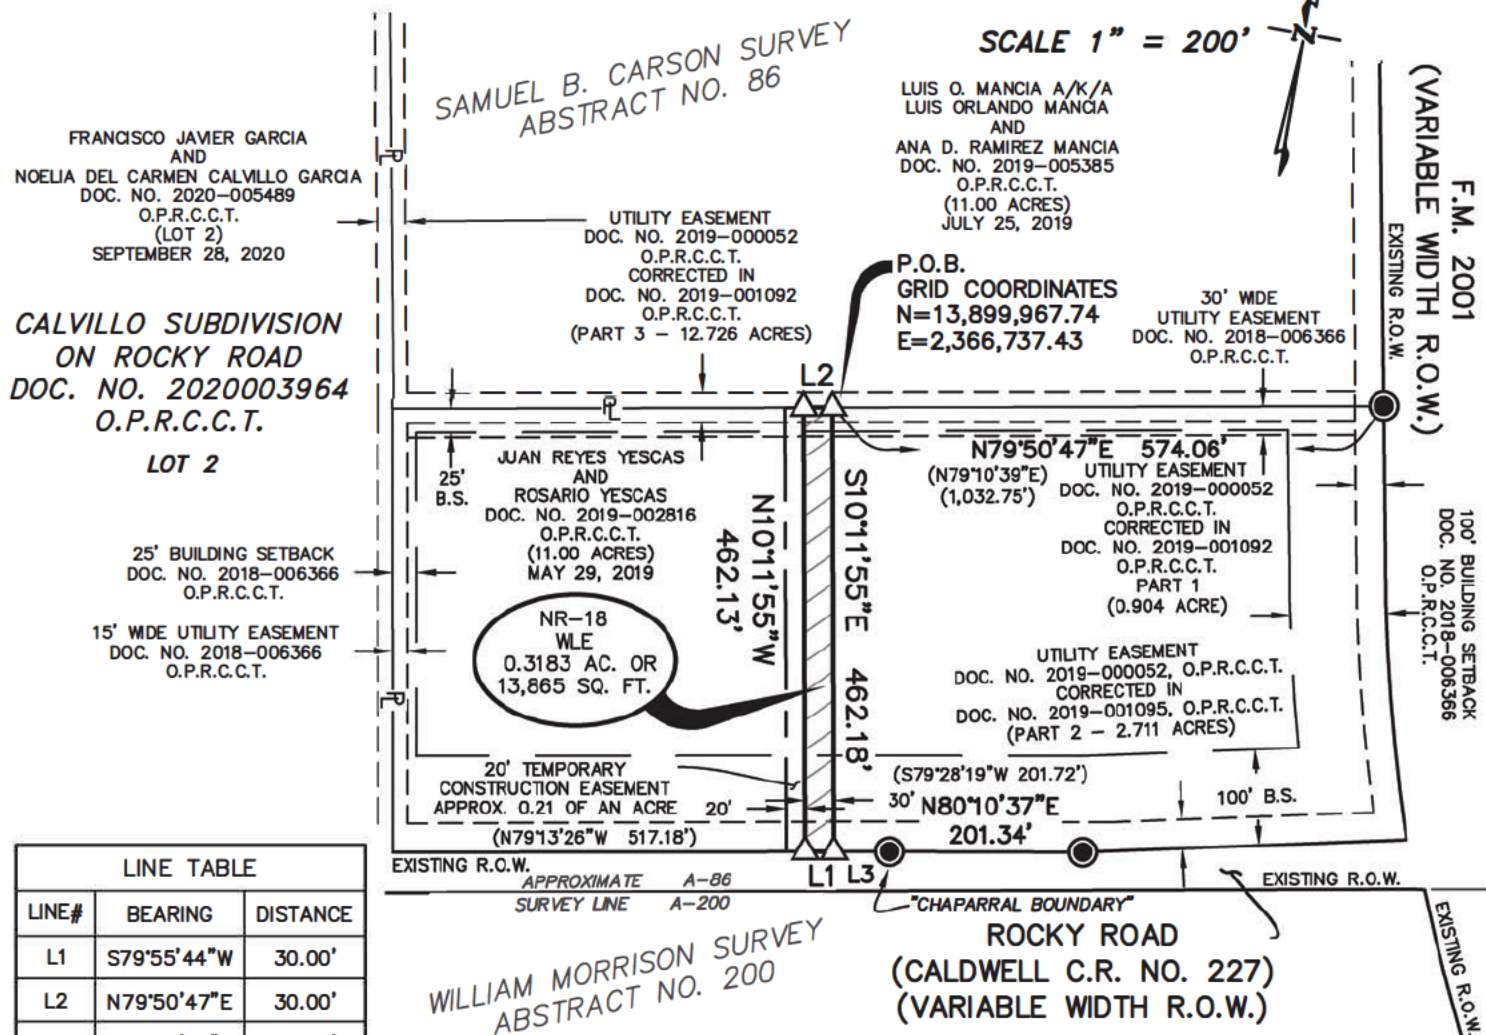 SAMUEL B. CARSON SURVEY
ABSTRACT NO. 86
SCALE 1" = 200'
N
LUIS O. MANCIA A/K/A
LUIS ORLANDO MANCIA
AND
ANA D. RAMIREZ MANCIA
DOC. NO. 2019-005385
O.P.R.C.C.T.
(11.00 ACRES)
JULY 25, 2019
F.M. 2001
(VARIABLE WIDTH R.O.W.)
EXISTING R.O.W.
FRANCISCO JAVIER GARCIA
AND
NOELIA DEL CARMEN CALVILLO GARCIA
DOC. NO. 2020-005489
O.P.R.C.C.T.
(LOT 2)
SEPTEMBER 28, 2020
PL
UTILITY EASEMENT
DOC. NO. 2019-000052
O.P.R.C.C.T.
CORRECTED IN
DOC. NO. 2019-001092
O.P.R.C.C.T.
(PART 3 - 12.726 ACRES)
P.O.B.
GRID COORDINATES
N=13,899,967.74
E=2,366,737.43
30' WIDE
UTILITY EASEMENT
DOC. NO. 2018-006366
O.P.R.C.C.T.
CALVILLO SUBDIVISION
ON ROCKY ROAD
DOC. NO. 2020003964
O.P.R.C.C.T.
LOT 2
L2
PL
25'
B.S.
JUAN REYES YESCAS
AND
ROSARIO YESCAS
DOC. NO. 2019-002816
O.P.R.C.C.T.
(11.00 ACRES)
MAY 29, 2019
N10°11'55"W
462.13'
S10°11'55"E 462.18'
N79°50'47"E 574.06'
(N79°10'39"E)
(1,032.75')
UTILITY EASEMENT
DOC. NO. 2019-000052
O.P.R.C.C.T.
CORRECTED IN
DOC. NO. 2019-001092
O.P.R.C.C.T.
PART 1
(0.904 ACRE)
100' BUILDING SETBACK
DOC. NO. 2018-006366
O.P.R.C.C.T.
25' BUILDING SETBACK
DOC. NO. 2018-006366
O.P.R.C.C.T.
15' WIDE UTILITY EASEMENT
DOC. NO. 2018-006366
O.P.R.C.C.T.
NR-18
WLE
0.3183 AC. OR
13,865 SQ. FT.
UTILITY EASEMENT
DOC. NO. 2019-000052, O.P.R.C.C.T.
CORRECTED IN
DOC. NO. 2019-001095, O.P.R.C.C.T.
(PART 2 - 2.711 ACRES)
PL
20' TEMPORARY
CONSTRUCTION EASEMENT
APPROX. 0.21 OF AN ACRE
20'
(N79°13'26"W 517.18')
(S79°28'19"W 201.72')
30'
N80°10'37"E
201.34'
100' B.S.
EXISTING R.O.W.
L1 L3
EXISTING R.O.W.
APPROXIMATE A-86
SURVEY LINE A-200
"CHAPARRAL BOUNDARY"
ROCKY ROAD
(CALDWELL C.R. NO. 227)
(VARIABLE WIDTH R.O.W.)
EXISTING R.O.W.
WILLIAM MORRISON SURVEY
ABSTRACT NO. 200
LINE TABLE
LINE# BEARING DISTANCE
L1 S79°55'44"W 30.00'
L2 N79°50'47"E 30.00'